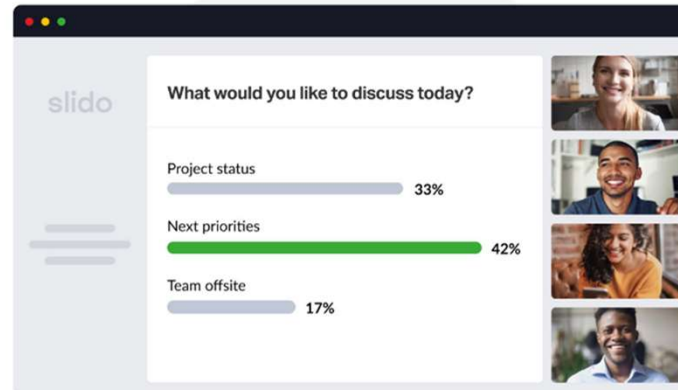 slido
What would you like to discuss today?
Project status
33%
Next priorities
42%
Team offsite
17%